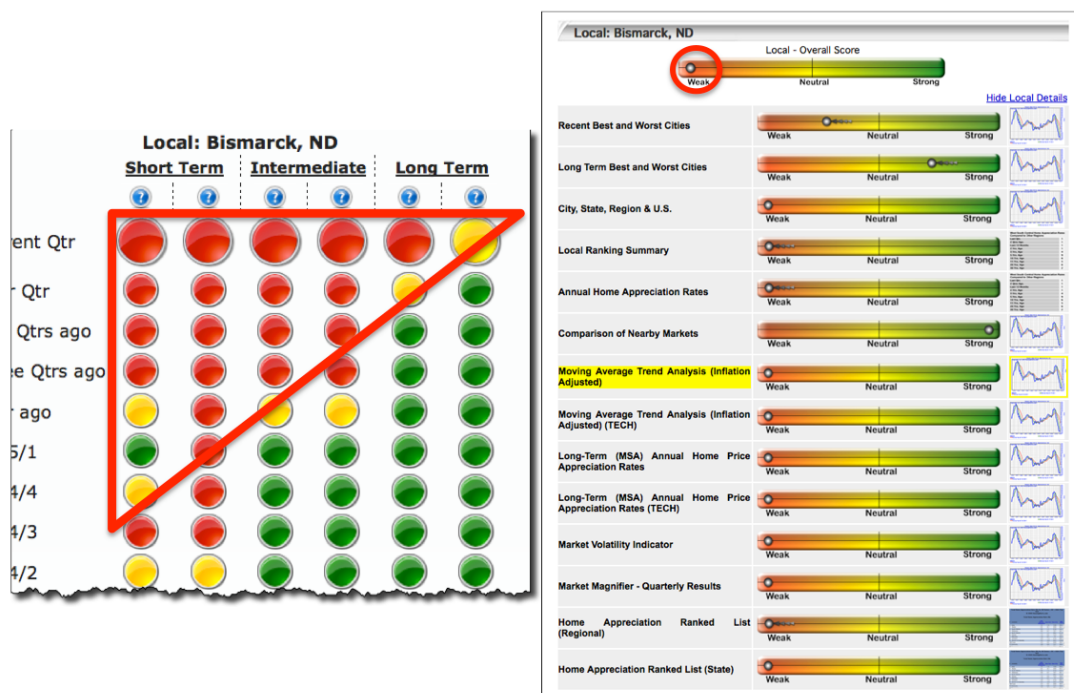 Local: Bismarck, ND
Short Term Intermediate Long Term
? ? ? ? ? ?
ent Qtr
r Qtr
Qtrs ago
e Qtrs ago
ago
5/1
4/4
4/3
4/2
Local: Bismarck, ND
Local - Overall Score
Weak Neutral Strong
Hide Local Details
Recent Best and Worst Cities
Weak Neutral Strong
Long Term Best and Worst Cities
Weak Neutral Strong
City, State, Region & U.S.
Weak Neutral Strong
Local Ranking Summary
Weak Neutral Strong
Annual Home Appreciation Rates
Weak Neutral Strong
Comparison of Nearby Markets
Weak Neutral Strong
Moving Average Trend Analysis (Inflation
Adjusted)
Weak Neutral Strong
Moving Average Trend Analysis (Inflation
Adjusted) (TECH)
Weak Neutral Strong
Long-Term (MSA) Annual Home Price
Appreciation Rates
Weak Neutral Strong
Long-Term (MSA) Annual Home Price
Appreciation Rates (TECH)
Weak Neutral Strong
Market Volatility Indicator
Weak Neutral Strong
Market Magnifier - Quarterly Results
Weak Neutral Strong
Home Appreciation Ranked List
(Regional)
Weak Neutral Strong
Home Appreciation Ranked List (State)
Weak Neutral Strong